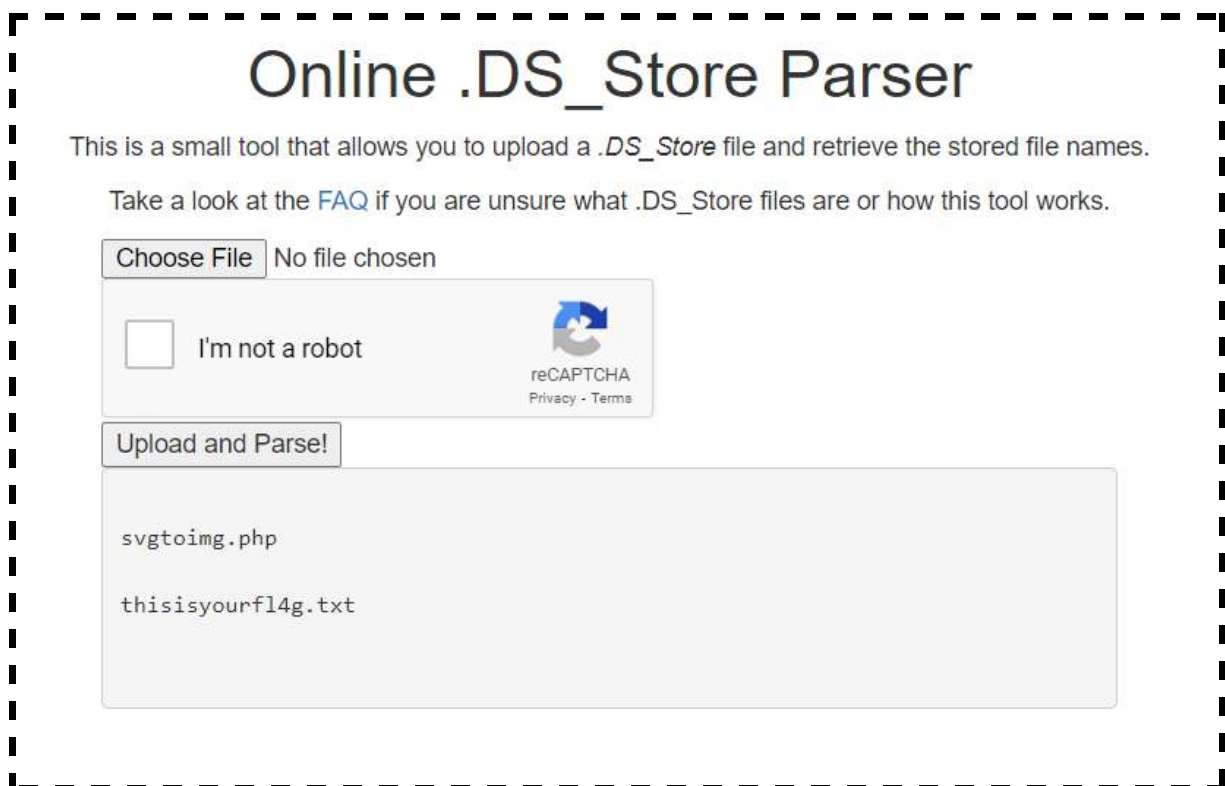 Online .DS_Store Parser
This is a small tool that allows you to upload a .DS_Store file and retrieve the stored file names.
Take a look at the FAQ if you are unsure what .DS_Store files are or how this tool works.
Choose File No file chosen
I'm not a robot
reCAPTCHA
Privacy - Terms
Upload and Parse!
svgtoimg.php
thisisyourfl4g.txt